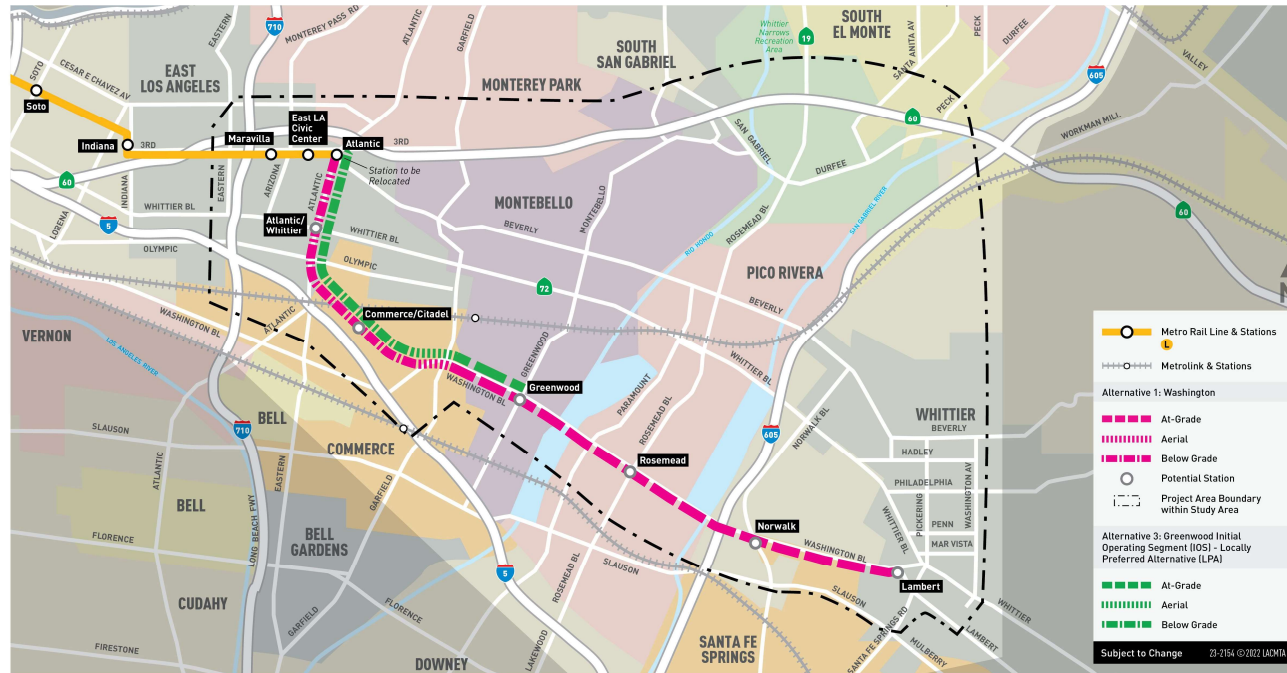 EASTERN
710
MONTEREY PASS RD
ATLANTIC
GARFIELD
SOUTH
SAN GABRIEL
Whittier
Narrows
Recreation
Area
19
SOUTH
EL MONTE
SANTA ANITA AV
PECK
DURFEE
605
VALLEY
SOTO
CESAR E CHAVEZ AV
EAST
LOS ANGELES
MONTEREY PARK
Soto
PECK
60
WORKMAN MILL
Indiana
3RD
Maravilla
East LA
Civic
Center
Atlantic
3RD
Station to be
Relocated
SAN GABRIEL
DURFEE
60
INDIANA
EASTERN
ARIZONA
ATLANTIC
LORENA
WHITTIER BL
5
OLYMPIC
Atlantic/
Whittier
WHITTIER BL
OLYMPIC
MONTEBELLO
MONTEBELLO
BEVERLY
RIO HONDO
ROSEMEAD BL
SAN GABRIEL RIVER
60
PICO RIVERA
72
BEVERLY
VERNON
WASHINGTON BL
ATLANTIC
LOS ANGELES RIVER
Commerce/Citadel
GREENWOOD
WHITTIER BL
WASHINGTON BL
Greenwood
PARAMOUNT
ROSEMEAD BL
605
NORWALK BL
WHITTIER
BEVERLY
HADLEY
PHILADELPHIA
PICKERING
PENN
MAR VISTA
WASHINGTON AV
WHITTIER BL
BELL
710
SLAUSON
COMMERCE
ATLANTIC
EASTERN
GARFIELD
Rosemead
BELL
LONG BEACH FWY
FLORENCE
BELL
GARDENS
Norwalk
WASHINGTON BL
Lambert
5
SLAUSON
ROSEMEAD BL
SLAUSON
CUDAHY
GARFIELD
FLORENCE
FIRESTONE
DOWNEY
LAKEWOOD
SANTA FE
SPRINGS
SANTA FE SPRINGS RD
MULBERRY
LAMBERT
WHITTIER
Metro Rail Line & Stations
L
Metrolink & Stations
Alternative 1: Washington
At-Grade
Aerial
Below Grade
Potential Station
Project Area Boundary
within Study Area
Alternative 3: Greenwood Initial
Operating Segment (IOS) - Locally
Preferred Alternative (LPA)
At-Grade
Aerial
Below Grade
Subject to Change
23-2154 ©2022 LACMTA